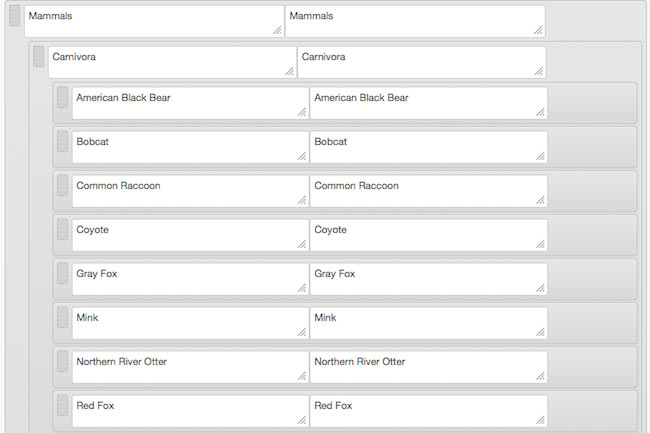 Mammals Mammals
Carnivora Carnivora
American Black Bear American Black Bear
Bobcat Bobcat
Common Raccoon Common Raccoon
Coyote Coyote
Gray Fox Gray Fox
Mink Mink
Northern River Otter Northern River Otter
Red Fox Red Fox